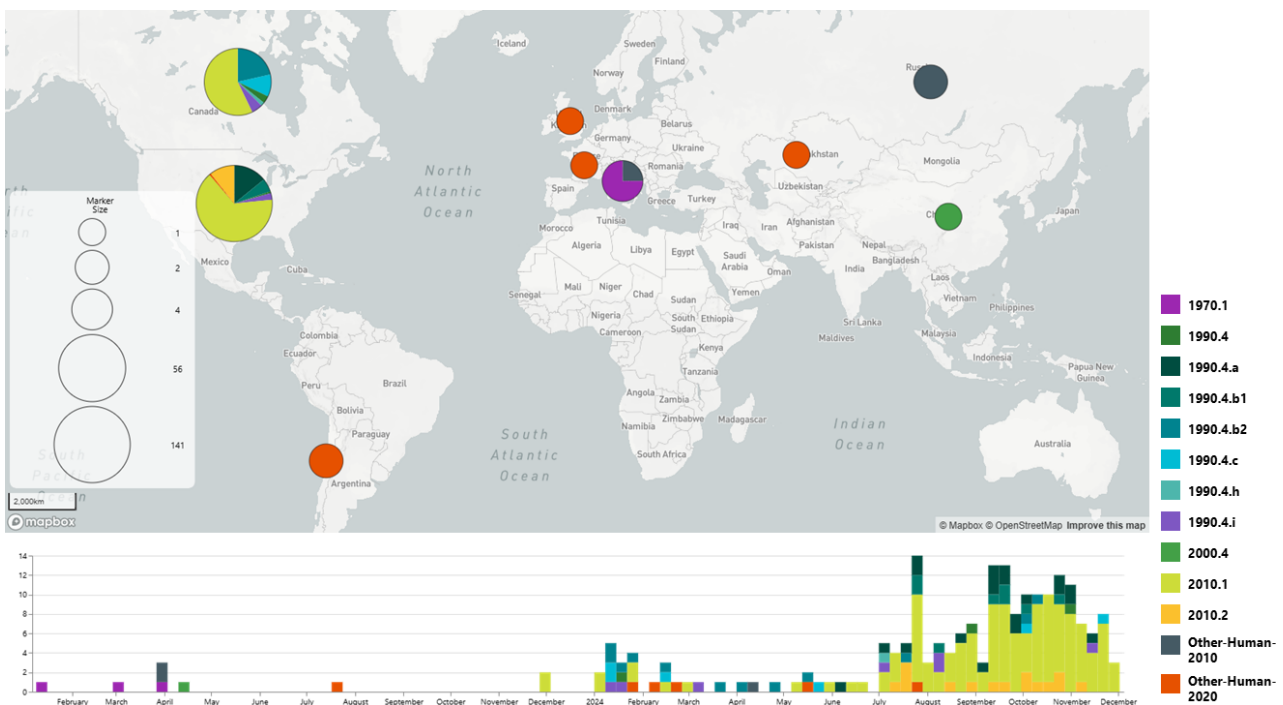 Iceland
Sweden
Finland
Norway
Canada
Denmark
Belarus
Germany
Ukraine
Mongolia
Romania
Spain
Greece
Turkey
Uzbekistan
Japan
North
Atlantic
Ocean
Marker
Size
1
2
4
56
141
Tunisia
Morocco
Algeria
Libya
Egypt
Iraq
Iran
Afghanistan
Pakistan
Nepal
Bangladesh
Saudi
Arabia
Oman
India
Laos
Mexico
Cuba
Mali
Niger
Chad
Sudan
Yemen
Senegal
Nigeria
South
Sudan
Ethiopia
Cameroon
Vietnam
Philippines
Sri Lanka
Maldives
Malaysia
Colombia
Ecuador
Kenya
Indonesia
Papua New
Guinea
Peru
Brazil
Tanzania
Angola
Zambia
Bolivia
Zimbabwe
Madagascar
Namibia
Paraguay
South
Atlantic
Ocean
Indian
Ocean
South Africa
Australia
Argentina
South
Pacific
Ocean
2,000km
mapbox
© Mapbox © OpenStreetMap Improve this map
1970.1
1990.4
1990.4.a
1990.4.b1
1990.4.b2
1990.4.c
1990.4.h
1990.4.i
2000.4
2010.1
2010.2
Other-Human-
2010
Other-Human-
2020
14
12
10
8
6
4
2
0
February March April May June July August September October November December 2024 February March April May June July August September October November December